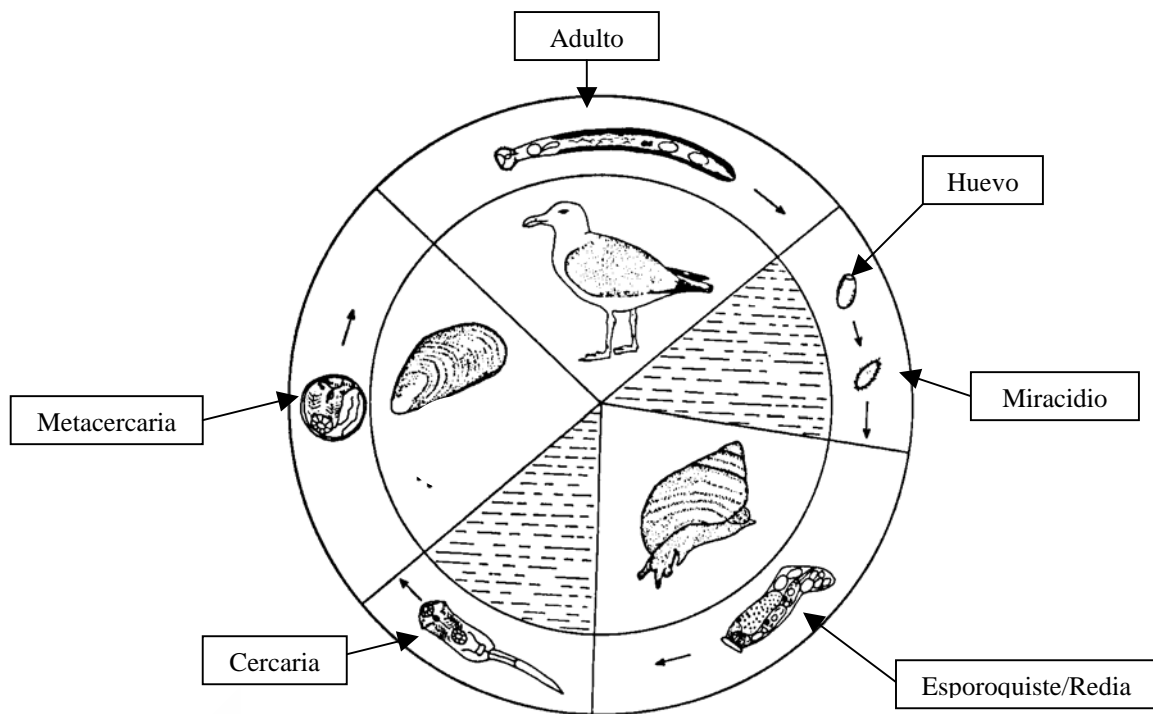 Adulto
Huevo
Miracidio
Metacercaria
Cercaria
Esporoquiste/Redia